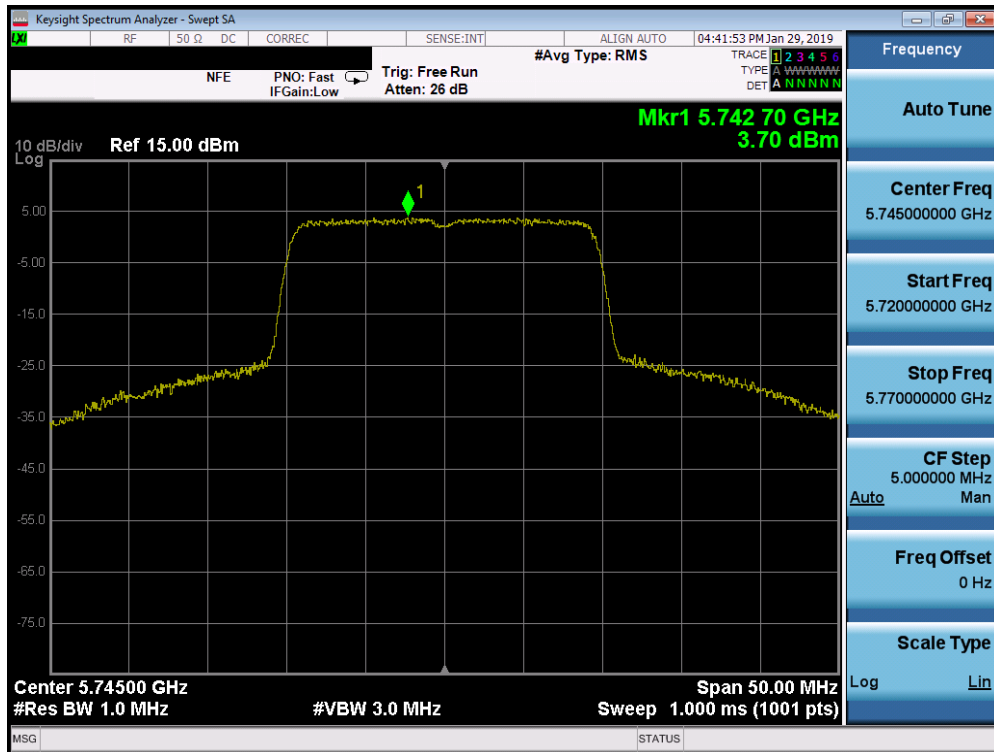 Keysight Spectrum Analyzer - Swept SA
LXI RF 50 Ω DC CORREC SENSE:INT ALIGN AUTO 04:41:53 PM Jan 29, 2019
NFE PNO: Fast IFGain:Low Trig: Free Run Atten: 26 dB #Avg Type: RMS
TRACE 1 2 3 4 5 6
TYPE A WWWWWW
DET A N N N N N
Mkr1 5.742 70 GHz
3.70 dBm
10 dB/div Ref 15.00 dBm
Log
1
5.00
-5.00
-15.0
-25.0
-35.0
-45.0
-55.0
-65.0
-75.0
Center 5.74500 GHz Span 50.00 MHz
#Res BW 1.0 MHz #VBW 3.0 MHz Sweep 1.000 ms (1001 pts)
MSG STATUS
Frequency
Auto Tune
Center Freq
5.745000000 GHz
Start Freq
5.720000000 GHz
Stop Freq
5.770000000 GHz
CF Step
5.000000 MHz
Auto Man
Freq Offset
0 Hz
Scale Type
Log Lin